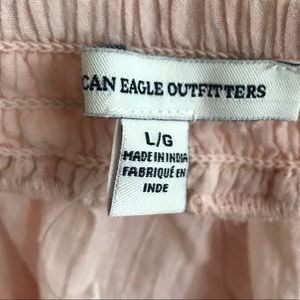 CAN EAGLE OUTFITTERS
L/G
MADE IN INDIA
FABRIQUÉ EN
INDE